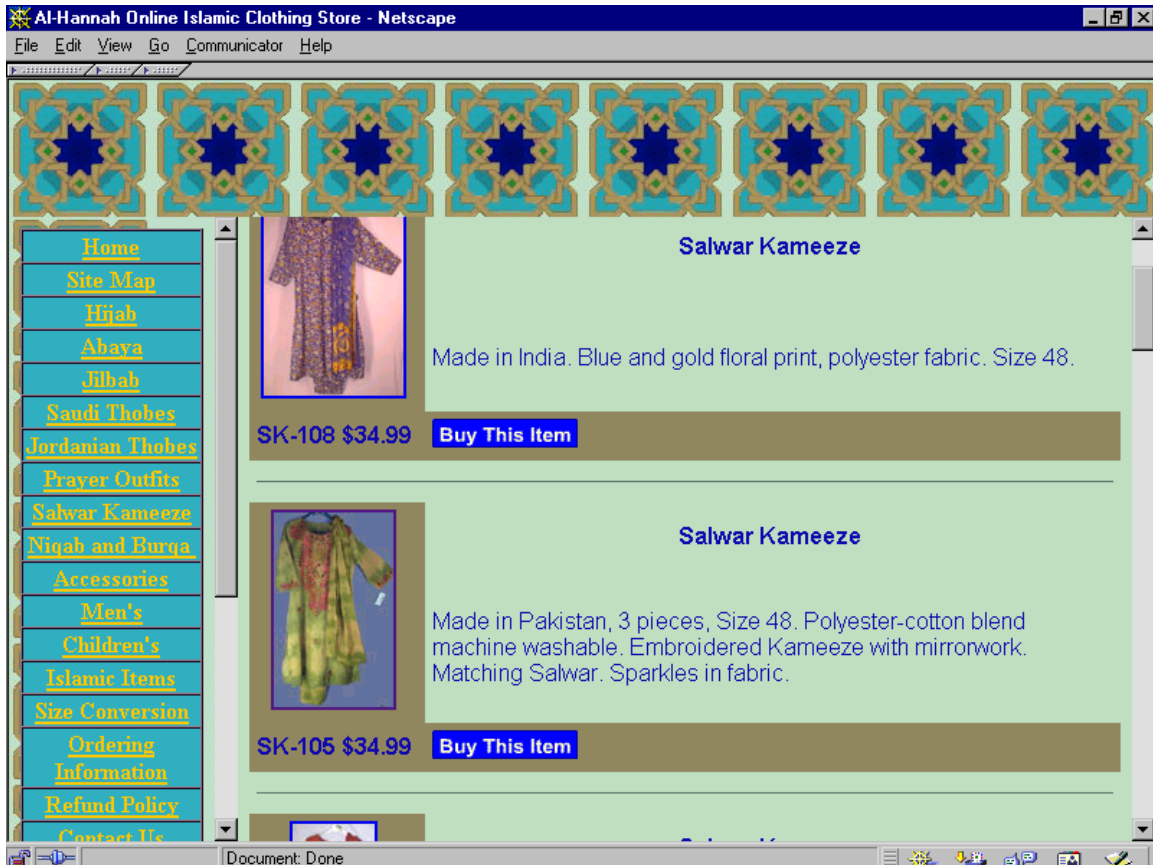 Al-Hannah Online Islamic Clothing Store - Netscape
File Edit View Go Communicator Help
Home
Site Map
Hijab
Abaya
Jilbab
Saudi Thobes
Jordanian Thobes
Prayer Outfits
Salwar Kameeze
Niqab and Burqa
Accessories
Men's
Children's
Islamic Items
Size Conversion
Ordering
Information
Refund Policy
Contact Us
Salwar Kameeze
Made in India. Blue and gold floral print, polyester fabric. Size 48.
SK-108 $34.99 Buy This Item
Salwar Kameeze
Made in Pakistan, 3 pieces, Size 48. Polyester-cotton blend
machine washable. Embroidered Kameeze with mirrorwork.
Matching Salwar. Sparkles in fabric.
SK-105 $34.99 Buy This Item
Document: Done